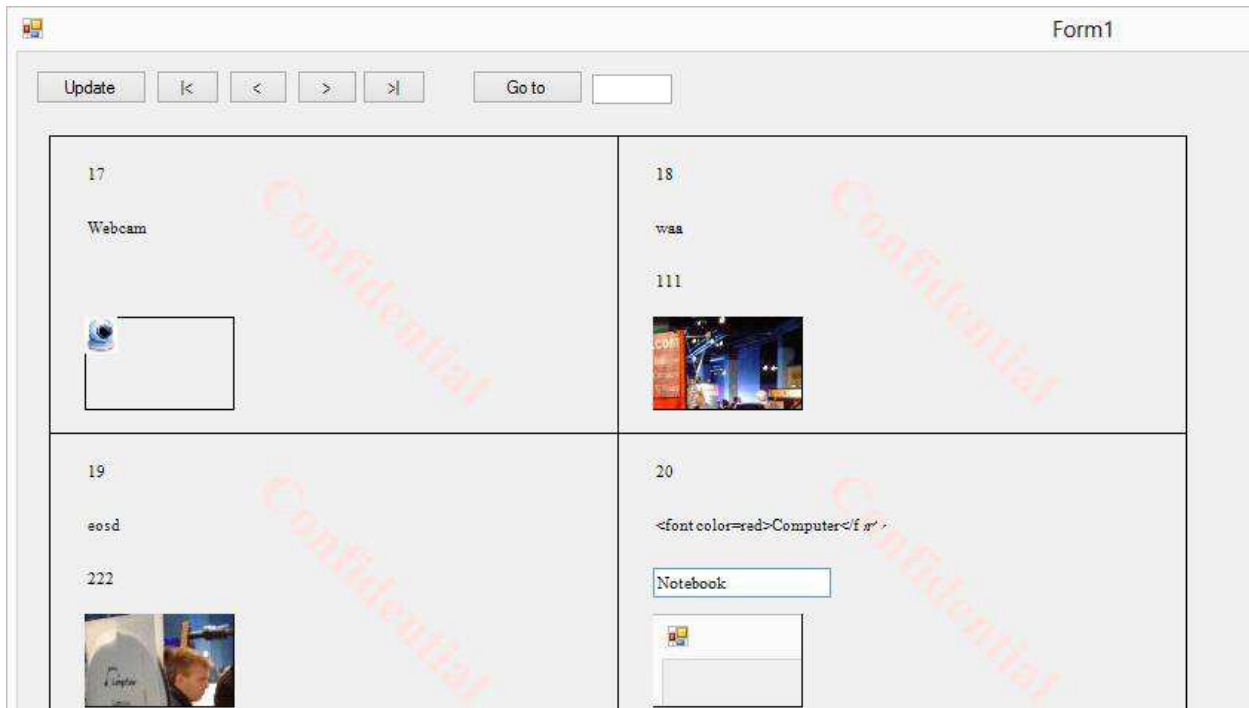 Form1
Update |< < > >| Go to
17
Webcam
Confidential
18
waa
111
Confidential
.com
19
eosd
222
Confidential
20
<font color=red>Computer</f
Notebook
Confidential